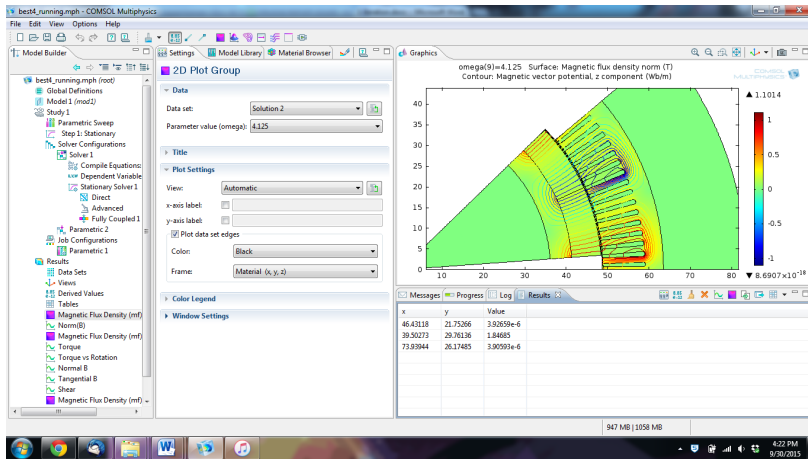 best4_running.mph - COMSOL Multiphysics
File Edit View Options Help
Model Builder
best4_running.mph (root)
Global Definitions
Model 1 (mod1)
Study 1
Parametric Sweep
Step 1: Stationary
Solver Configurations
Solver 1
Compile Equations:
Dependent Variable
Stationary Solver 1
Direct
Advanced
Fully Coupled 1
Parametric 2
Job Configurations
Parametric 1
Results
Data Sets
Views
Derived Values
Tables
Magnetic Flux Density (mf)
Norm(B)
Magnetic Flux Density (mf)
Torque
Torque vs Rotation
Normal B
Tangential B
Shear
Magnetic Flux Density (mf)
Settings Model Library Material Browser
2D Plot Group
Data
Data set: Solution 2
Parameter value (omega): 4.125
Title
Plot Settings
View: Automatic
x-axis label:
y-axis label:
Plot data set edges
Color: Black
Frame: Material (x, y, z)
Color Legend
Window Settings
Graphics
omega(9)=4.125 Surface: Magnetic flux density norm (T)
Contour: Magnetic vector potential, z component (Wb/m)
COMSOL
MULTIPHYSICS
▲ 1.1014
40
35
30
25
20
15
10
5
0
10 20 30 40 50 60 70 80
1
0.5
0
-0.5
-1
▼ 8.6907×10⁻¹⁸
Messages Progress Log Results
x y Value
46.43118 21.75266 3.92659e-6
39.50273 29.76136 1.84685
73.93944 26.17485 3.90593e-6
947 MB | 1058 MB
4:22 PM
9/30/2015